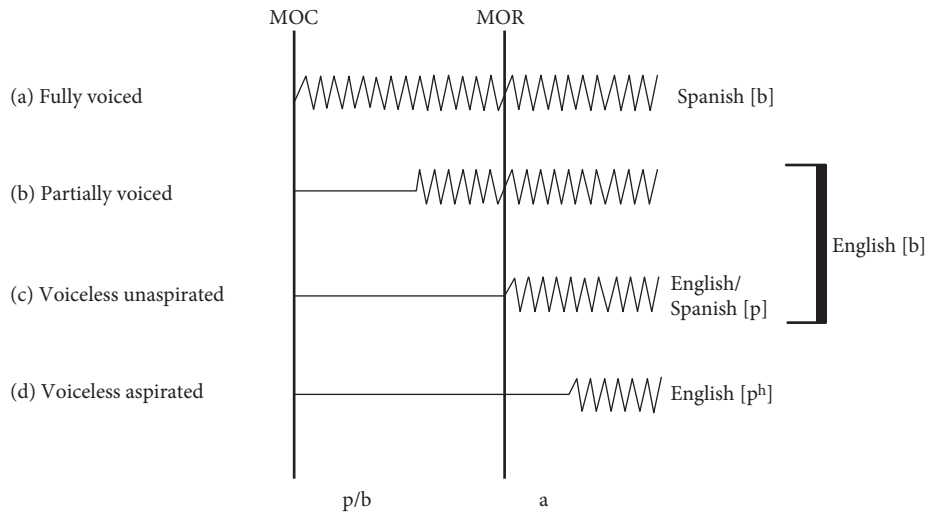 MOC MOR
(a) Fully voiced Spanish [b]
(b) Partially voiced
English [b]
(c) Voiceless unaspirated English/
Spanish [p]
(d) Voiceless aspirated English [pʰ]
p/b a